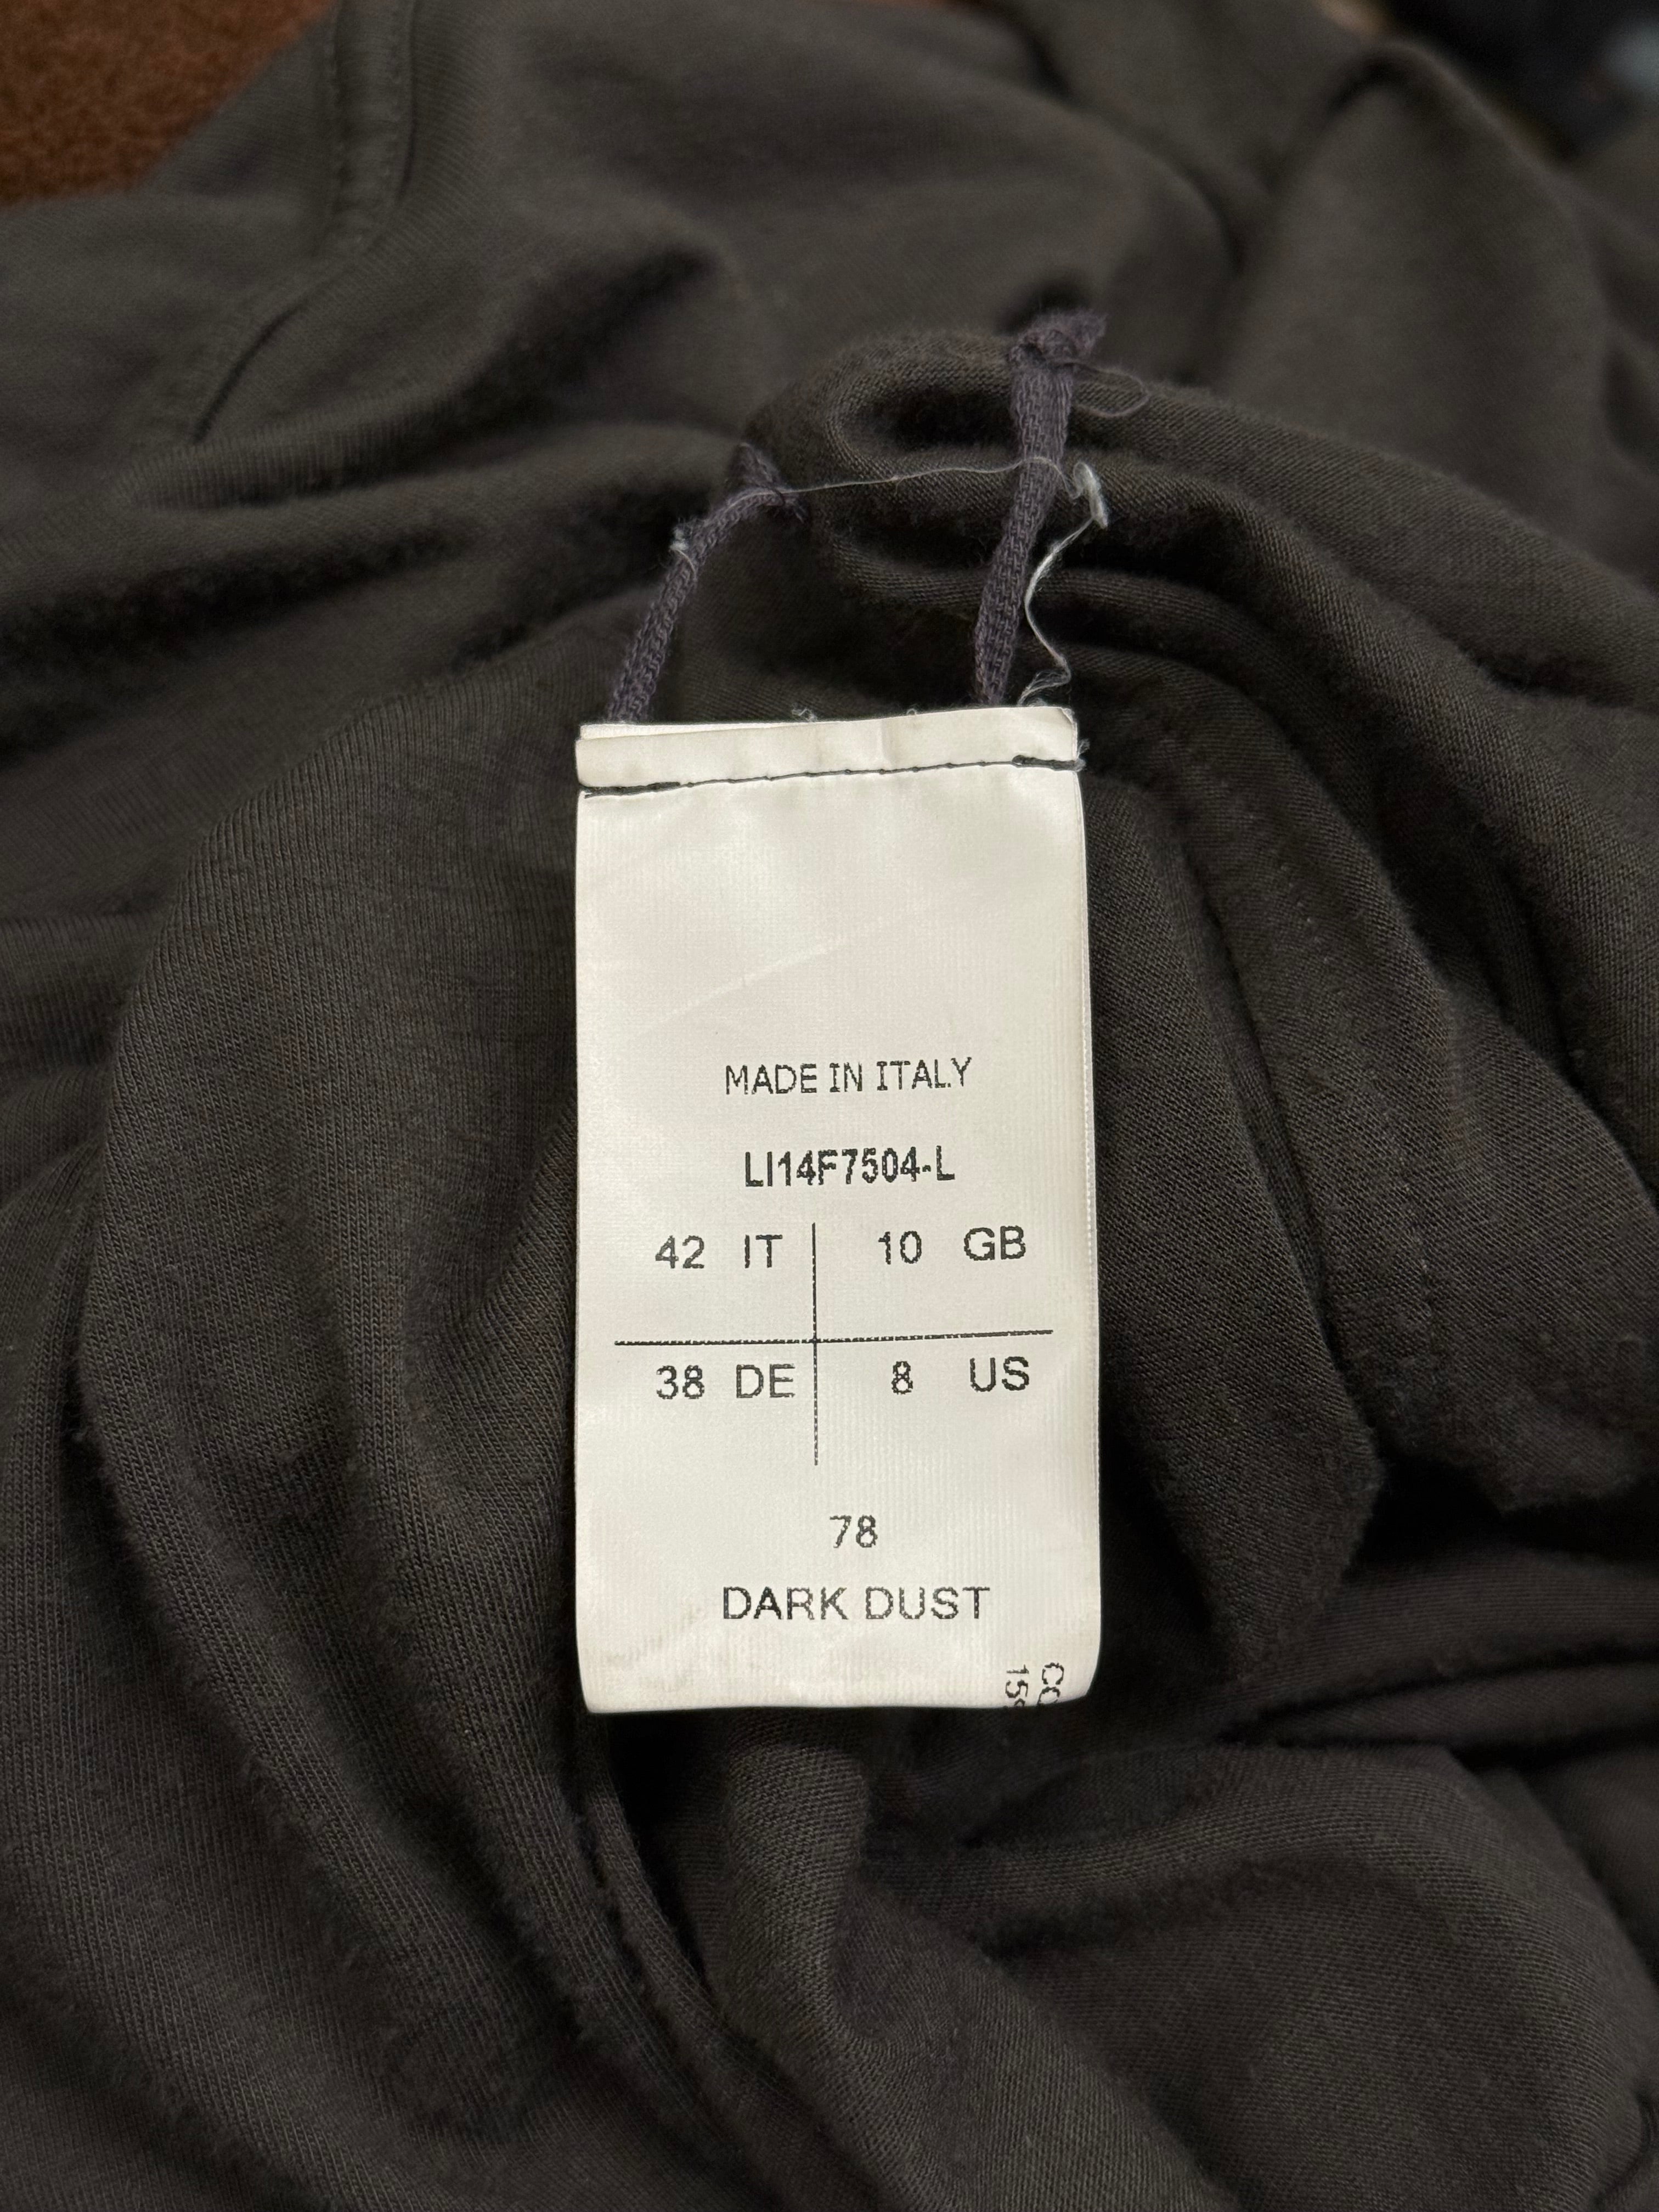 MADE IN ITALY
LI14F7504-L
42 IT 10 GB
38 DE 8 US
78
DARK DUST